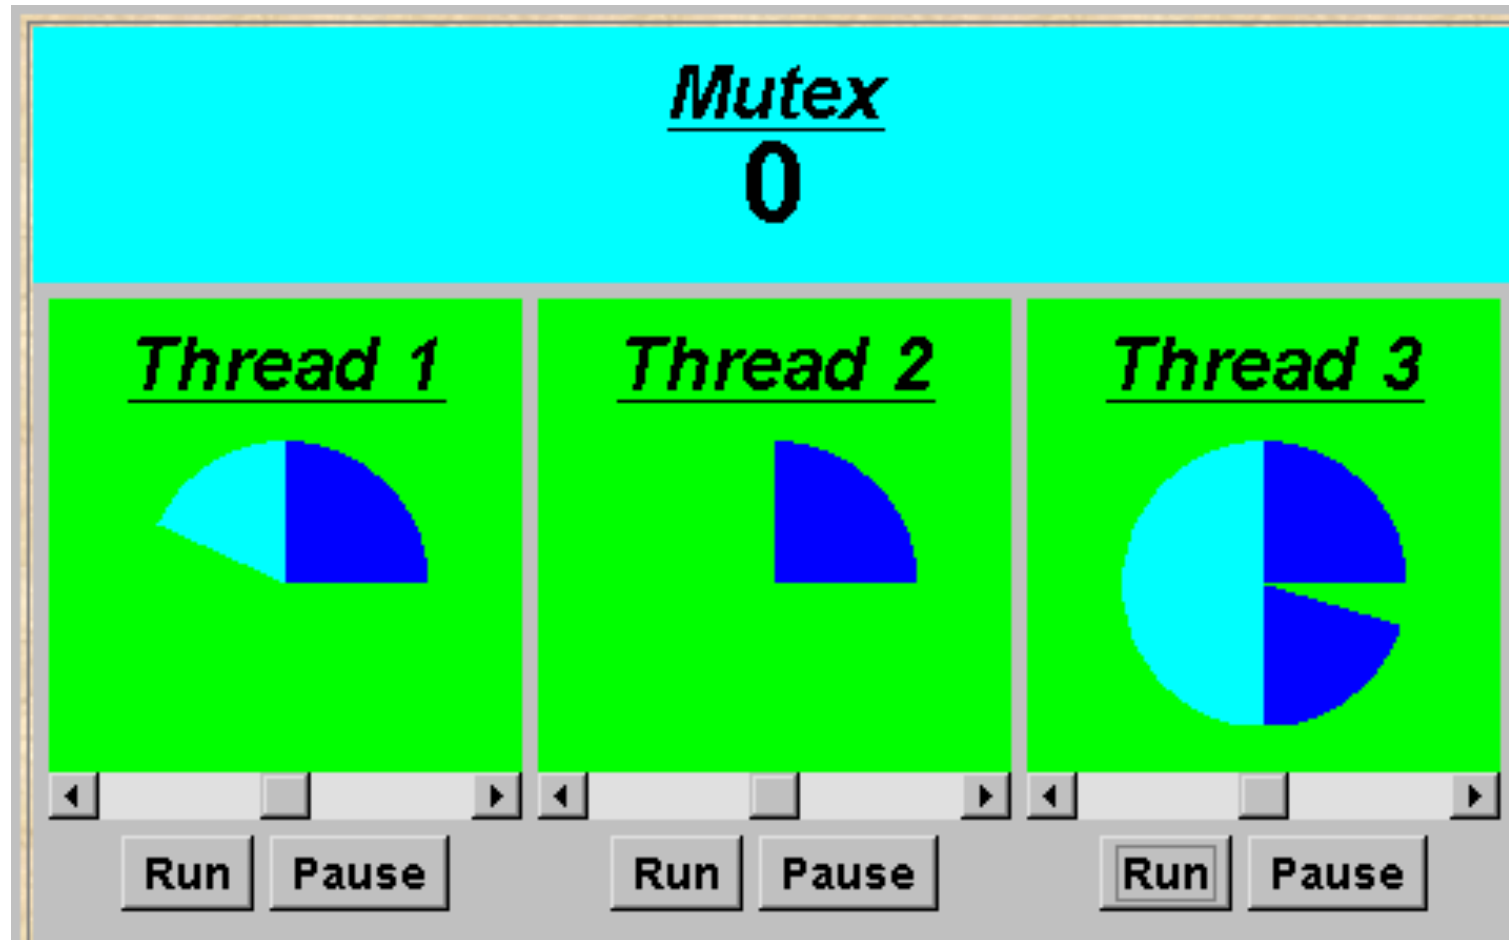 Mutex
0
Thread 1
Thread 2
Thread 3
Run
Pause
Run
Pause
Run
Pause